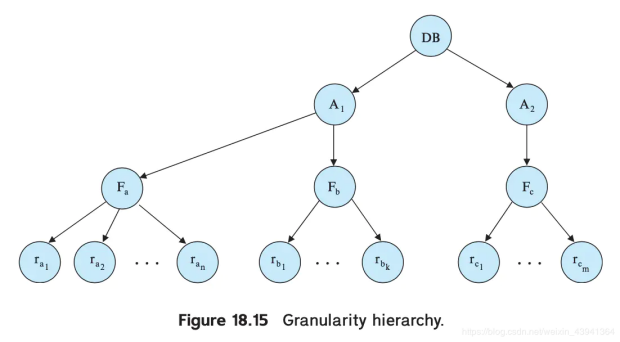 DB
A1 A2
Fa Fb Fc
ra1 ra2 ... ran rb1 ... rbk rc1 ... rcm
Figure 18.15 Granularity hierarchy.
https://blog.csdn.net/weixin_43941364